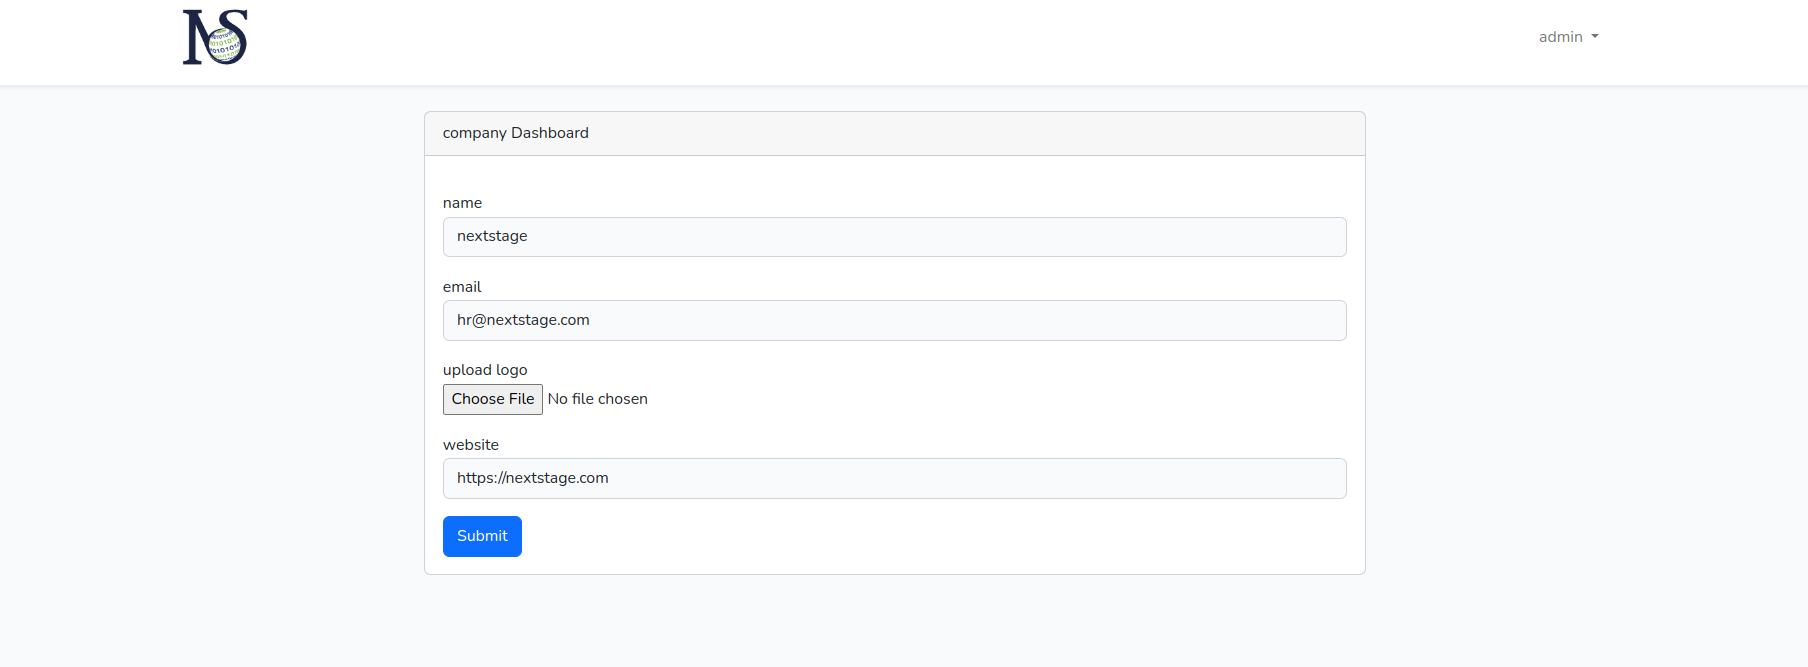 NS
admin
company Dashboard
name
nextstage
email
hr@nextstage.com
upload logo
Choose File No file chosen
website
https://nextstage.com
Submit